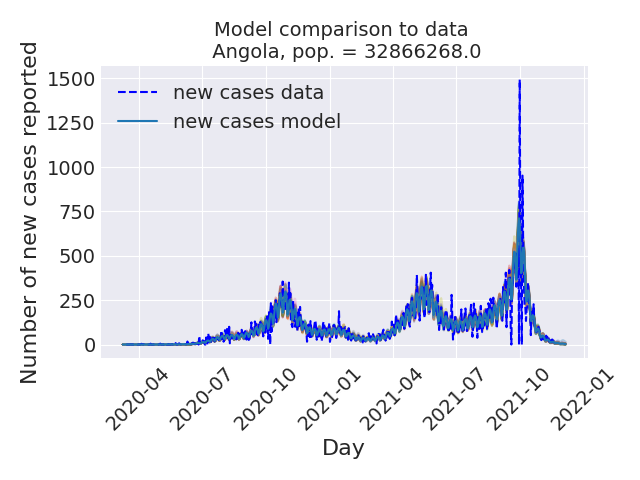 Model comparison to data
Angola, pop. = 32866268.0
Number of new cases reported
1500
1250
1000
750
500
250
0
new cases data
new cases model
2020-04
2020-07
2020-10
2021-01
2021-04
2021-07
2021-10
2022-01
Day